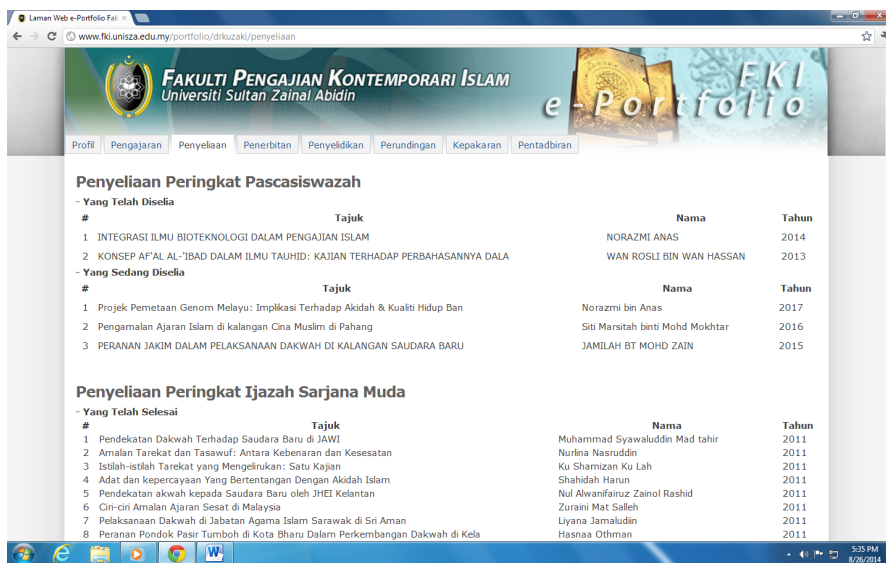 Laman Web e-Portfolio Fak
www.fki.unisza.edu.my/portfolio/drkuzaki/penyeliaan
FAKULTI PENGAJIAN KONTEMPORARI ISLAM
Universiti Sultan Zainal Abidin
FKI
e-Portfolio
Profil Pengajaran Penyeliaan Penerbitan Penyelidikan Perundingan Kepakaran Pentadbiran
Penyeliaan Peringkat Pascasiswazah
- Yang Telah Diselia
# Tajuk Nama Tahun
1 INTEGRASI ILMU BIOTEKNOLOGI DALAM PENGAJIAN ISLAM NORAZMI ANAS 2014
2 KONSEP AF'AL AL-'IBAD DALAM ILMU TAUHID: KAJIAN TERHADAP PERBAHASANNYA DALA WAN ROSLI BIN WAN HASSAN 2013
- Yang Sedang Diselia
# Tajuk Nama Tahun
1 Projek Pemetaan Genom Melayu: Implikasi Terhadap Akidah & Kualiti Hidup Ban Norazmi bin Anas 2017
2 Pengamalan Ajaran Islam di kalangan Cina Muslim di Pahang Siti Marsitah binti Mohd Mokhtar 2016
3 PERANAN JAKIM DALAM PELAKSANAAN DAKWAH DI KALANGAN SAUDARA BARU JAMILAH BT MOHD ZAIN 2015
Penyeliaan Peringkat Ijazah Sarjana Muda
- Yang Telah Selesai
# Tajuk Nama Tahun
1 Pendekatan Dakwah Terhadap Saudara Baru di JAWI Muhammad Syawaluddin Mad tahir 2011
2 Amalan Tarekat dan Tasawuf: Antara Kebenaran dan Kesesatan Nurlina Nasruddin 2011
3 Istilah-istilah Tarekat yang Mengelirukan: Satu Kajian Ku Shamizan Ku Lah 2011
4 Adat dan kepercayaan Yang Bertentangan Dengan Akidah Islam Shahidah Harun 2011
5 Pendekatan akwah kepada Saudara Baru oleh JHEI Kelantan Nul Alwanifairuz Zainol Rashid 2011
6 Ciri-ciri Amalan Ajaran Sesat di Malaysia Zuraini Mat Salleh 2011
7 Pelaksanaan Dakwah di Jabatan Agama Islam Sarawak di Sri Aman Liyana Jamaludiin 2011
8 Peranan Pondok Pasir Tumboh di Kota Bharu Dalam Perkembangan Dakwah di Kela Hasnaa Othman 2011
5:35 PM
8/26/2014